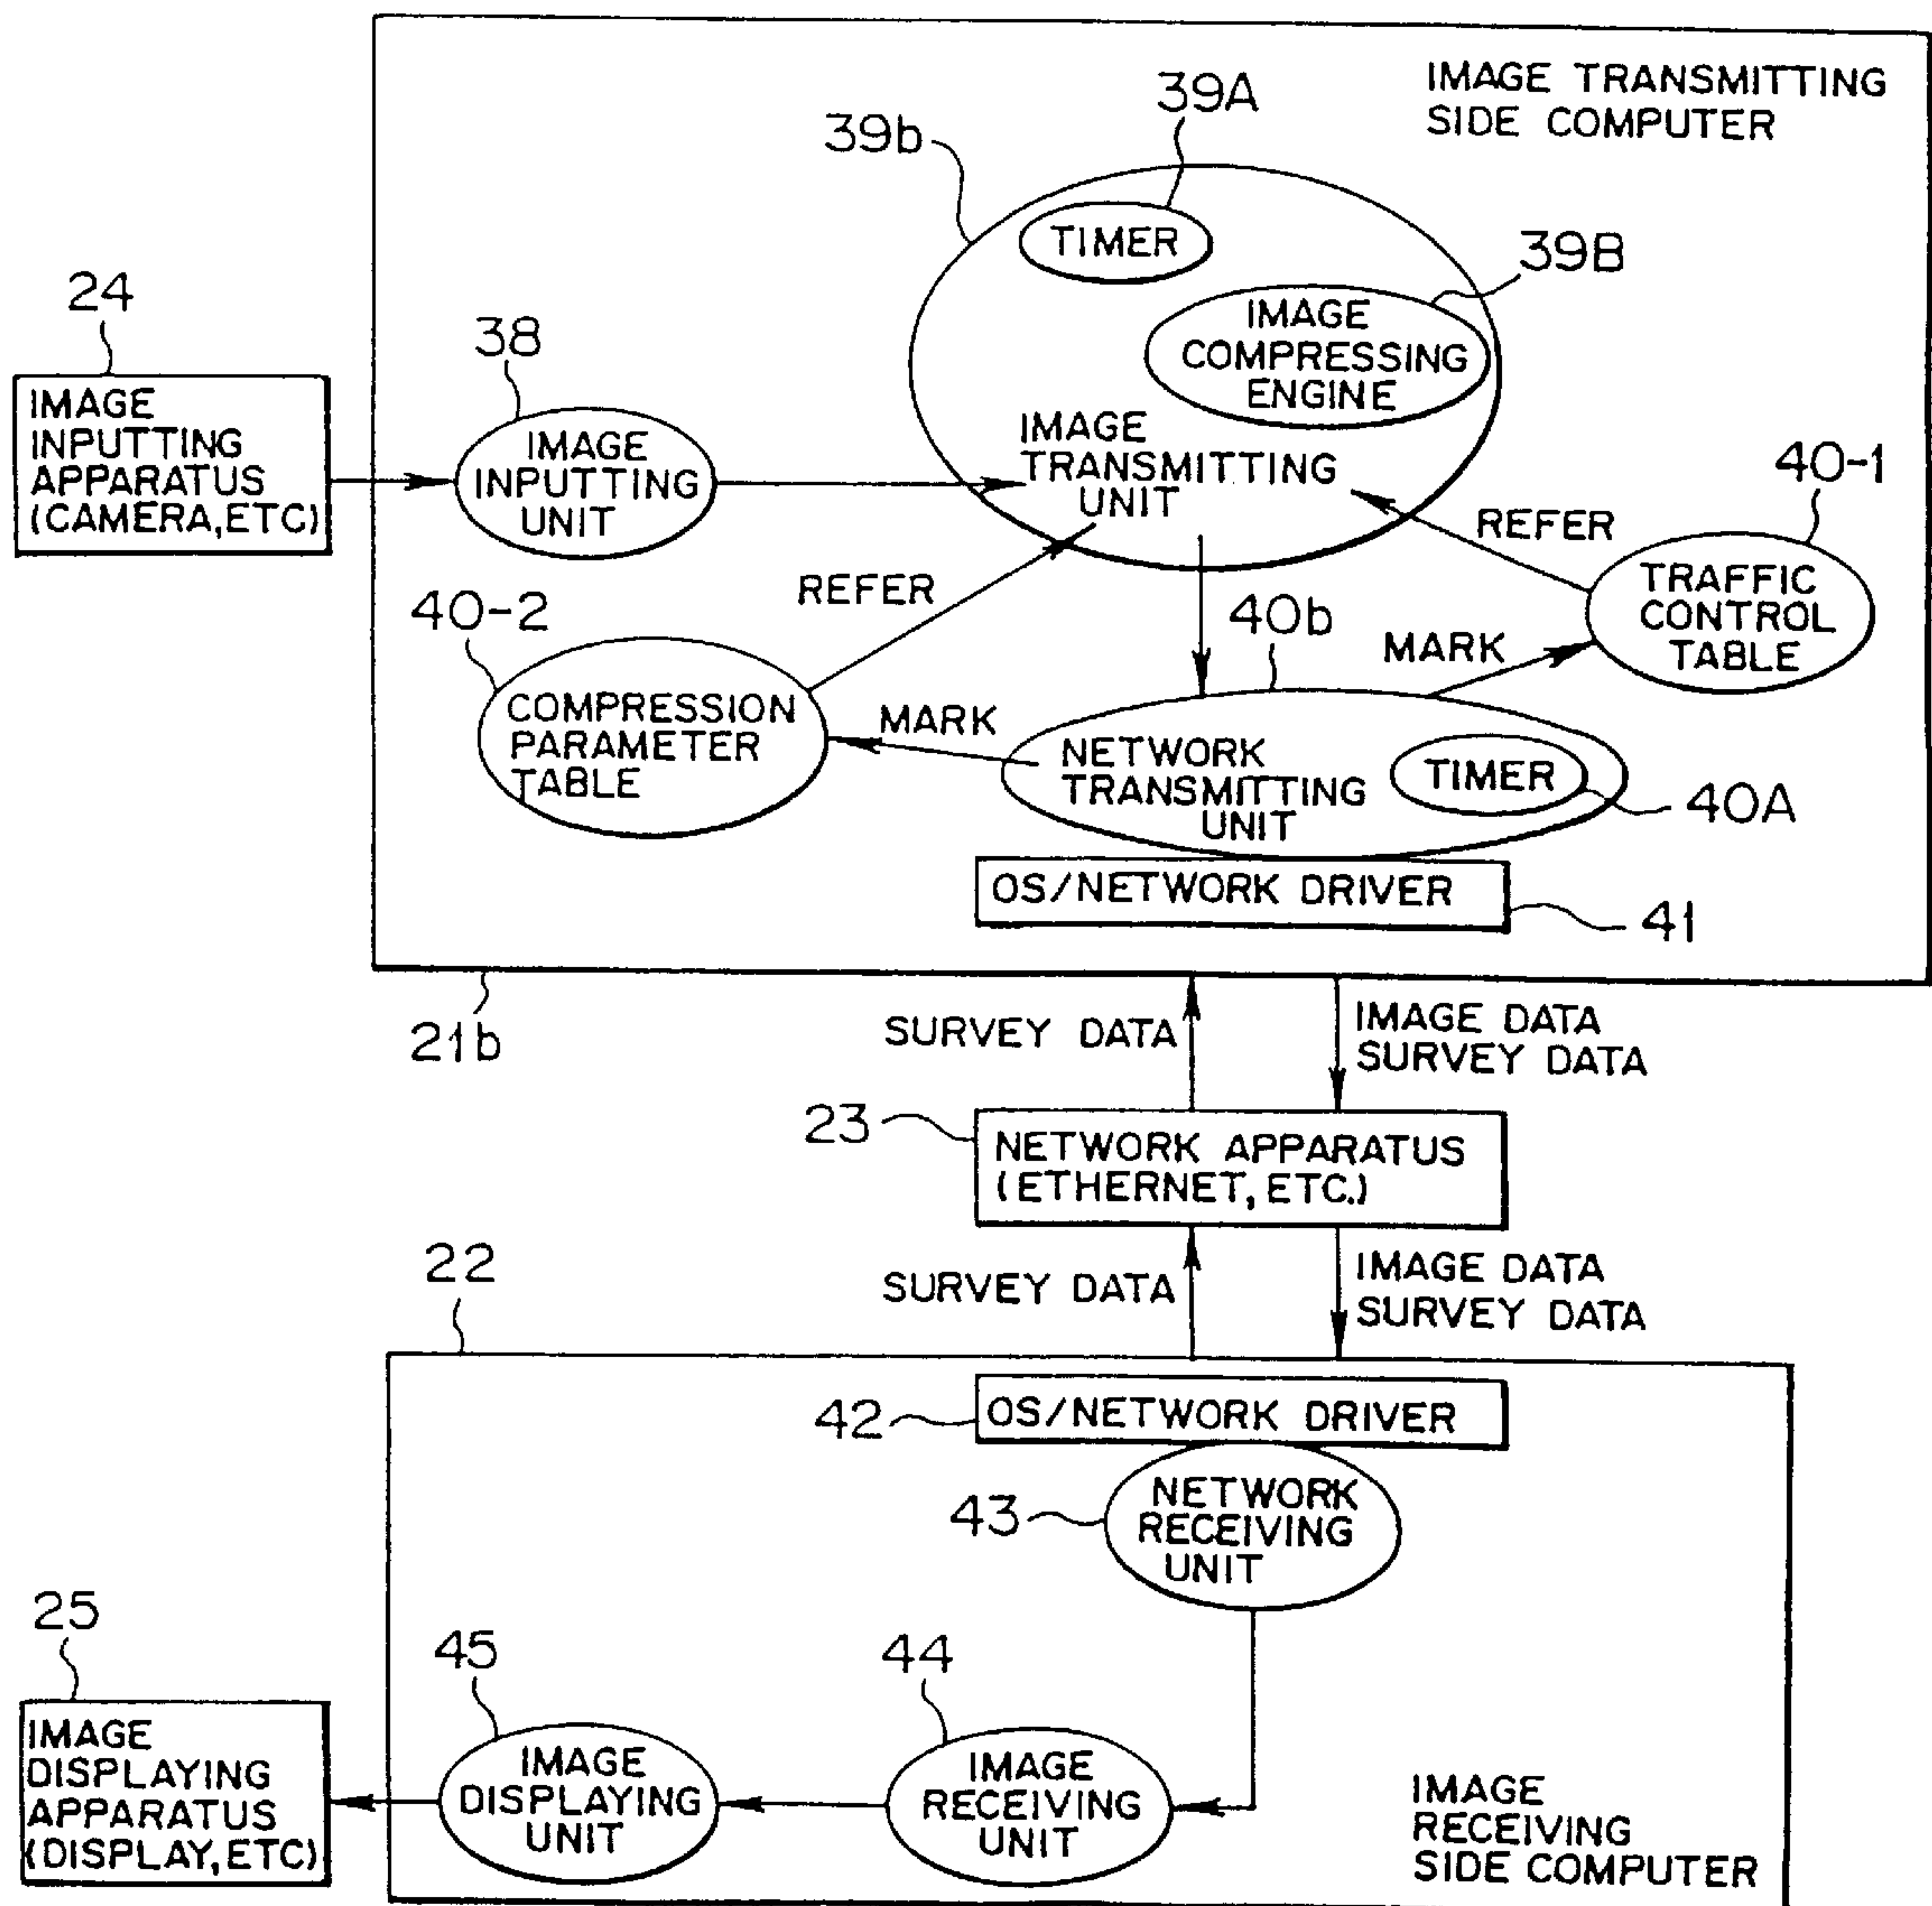 IMAGE TRANSMITTING
SIDE COMPUTER
39A
39b
TIMER
39B
IMAGE
COMPRESSING
ENGINE
24
38
IMAGE
INPUTTING
APPARATUS
(CAMERA,ETC)
IMAGE
INPUTTING
UNIT
IMAGE
TRANSMITTING
UNIT
40-1
REFER
REFER
TRAFFIC
CONTROL
TABLE
40-2
40b
MARK
COMPRESSION
PARAMETER
TABLE
MARK
NETWORK
TRANSMITTING
UNIT
TIMER
40A
OS/NETWORK DRIVER
41
21b
SURVEY DATA
IMAGE DATA
SURVEY DATA
23
NETWORK APPARATUS
(ETHERNET, ETC.)
22
SURVEY DATA
IMAGE DATA
SURVEY DATA
42
OS/NETWORK DRIVER
43
NETWORK
RECEIVING
UNIT
25
45
44
IMAGE
DISPLAYING
APPARATUS
(DISPLAY,ETC)
IMAGE
DISPLAYING
UNIT
IMAGE
RECEIVING
UNIT
IMAGE
RECEIVING
SIDE COMPUTER